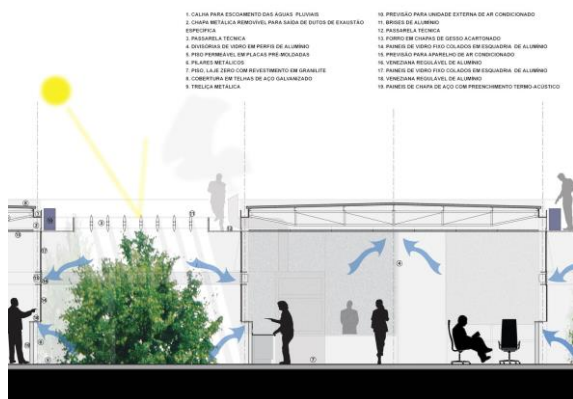 1. CALHA PARA ESCOAMENTO DAS ÁGUAS PLUVIAIS
2. CHAPA METÁLICA REMOVÍVEL PARA SAÍDA DE DUTOS DE EXAUSTÃO
ESPECÍFICA
3. PASSARELA TÉCNICA
4. DIVISÓRIAS DE VIDRO EM PERFIS DE ALUMÍNIO
5. PISO PERMEÁVEL EM PLACAS PRÉ-MOLDADAS
6. PILARES METÁLICOS
7. PISO, LAJE ZERO COM REVESTIMENTO EM GRANILITE
8. COBERTURA EM TELHAS DE AÇO GALVANIZADO
9. TRELIÇA METÁLICA
10. PREVISÃO PARA UNIDADE EXTERNA DE AR CONDICIONADO
11. BRISES DE ALUMÍNIO
12. PASSARELA TÉCNICA
13. FORRO EM CHAPAS DE GESSO ACARTONADO
14. PAINEIS DE VIDRO FIXO COLADOS EM ESQUADRIA DE ALUMÍNIO
15. PREVISÃO PARA APARELHO DE AR CONDICIONADO
16. VENEZIANA REGULÁVEL DE ALUMÍNIO
17. PAINEIS DE VIDRO FIXO COLADOS EM ESQUADRIA DE ALUMÍNIO
18. VENEZIANA REGULÁVEL DE ALUMÍNIO
19. PAINÉIS DE CHAPA DE AÇO COM PREENCHIMENTO TERMO-ACÚSTICO